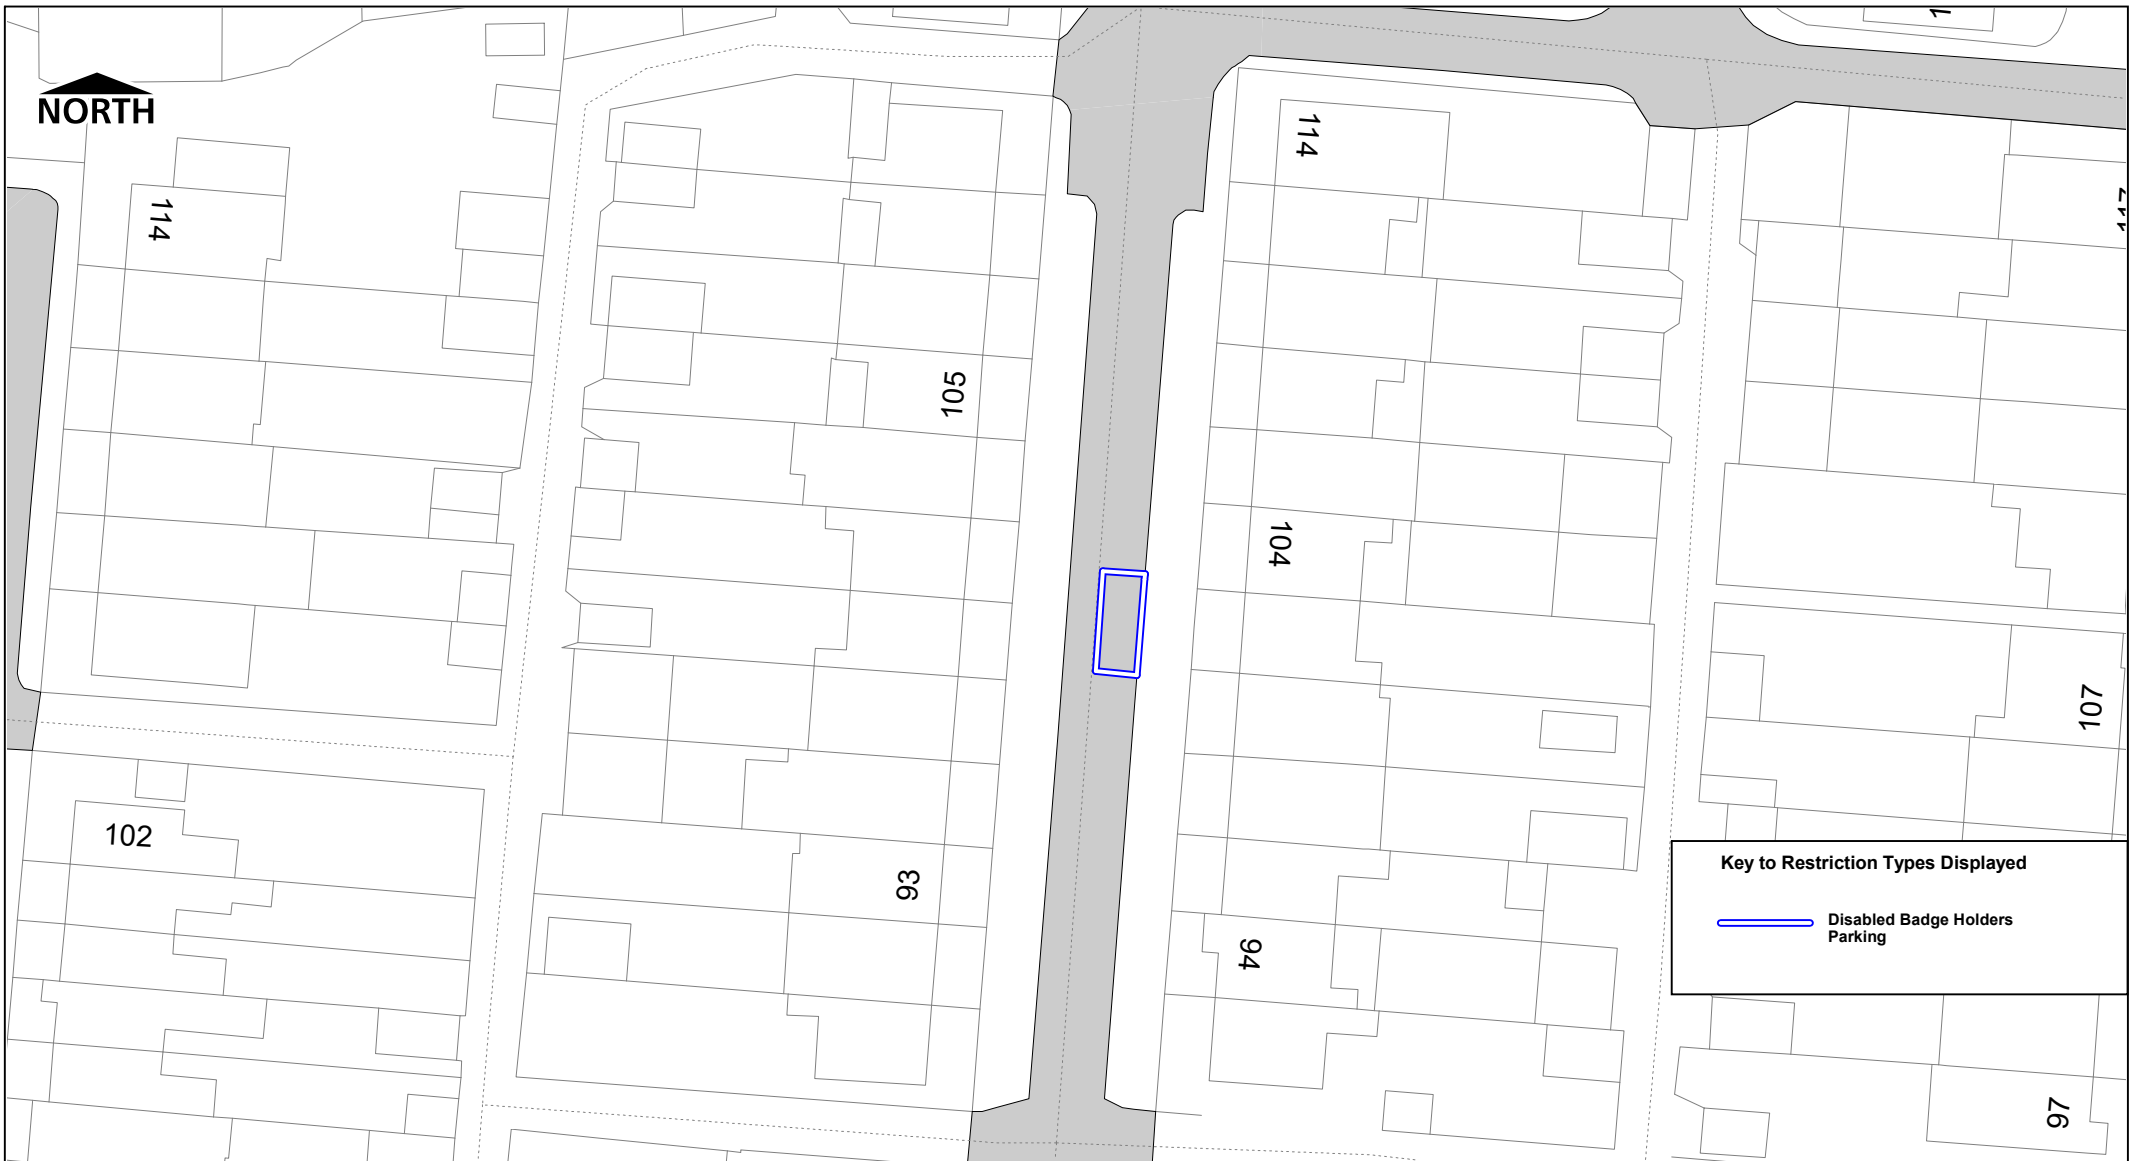 NORTH
114
114
117
105
104
107
102
93
94
97
Key to Restriction Types Displayed
Disabled Badge Holders
Parking